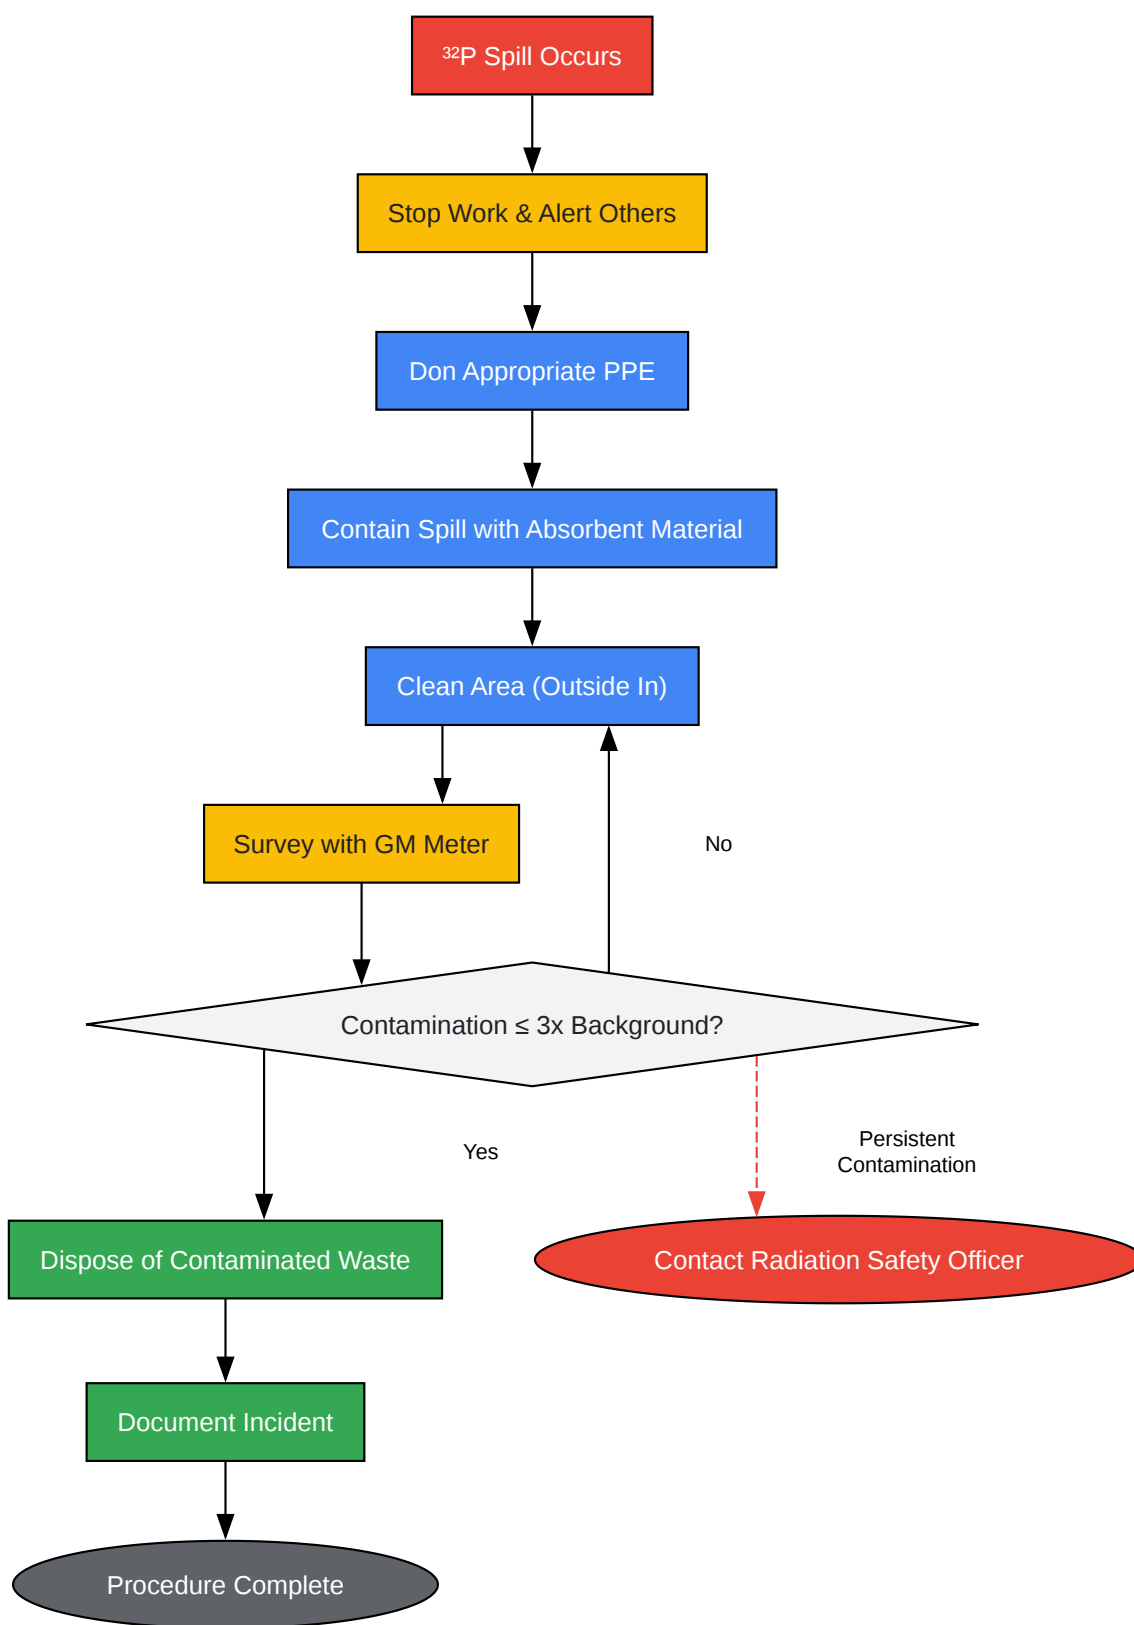 ³²P Spill Occurs
Stop Work & Alert Others
Don Appropriate PPE
Contain Spill with Absorbent Material
Clean Area (Outside In)
Survey with GM Meter
No
Contamination ≤ 3x Background?
Yes
Persistent
Contamination
Dispose of Contaminated Waste
Contact Radiation Safety Officer
Document Incident
Procedure Complete